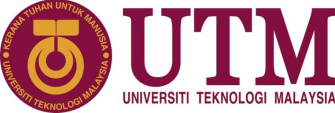 KERANA TUHAN UNTUK MANUSIA
UNIVERSITI TEKNOLOGI MALAYSIA
UTM
UNIVERSITI TEKNOLOGI MALAYSIA